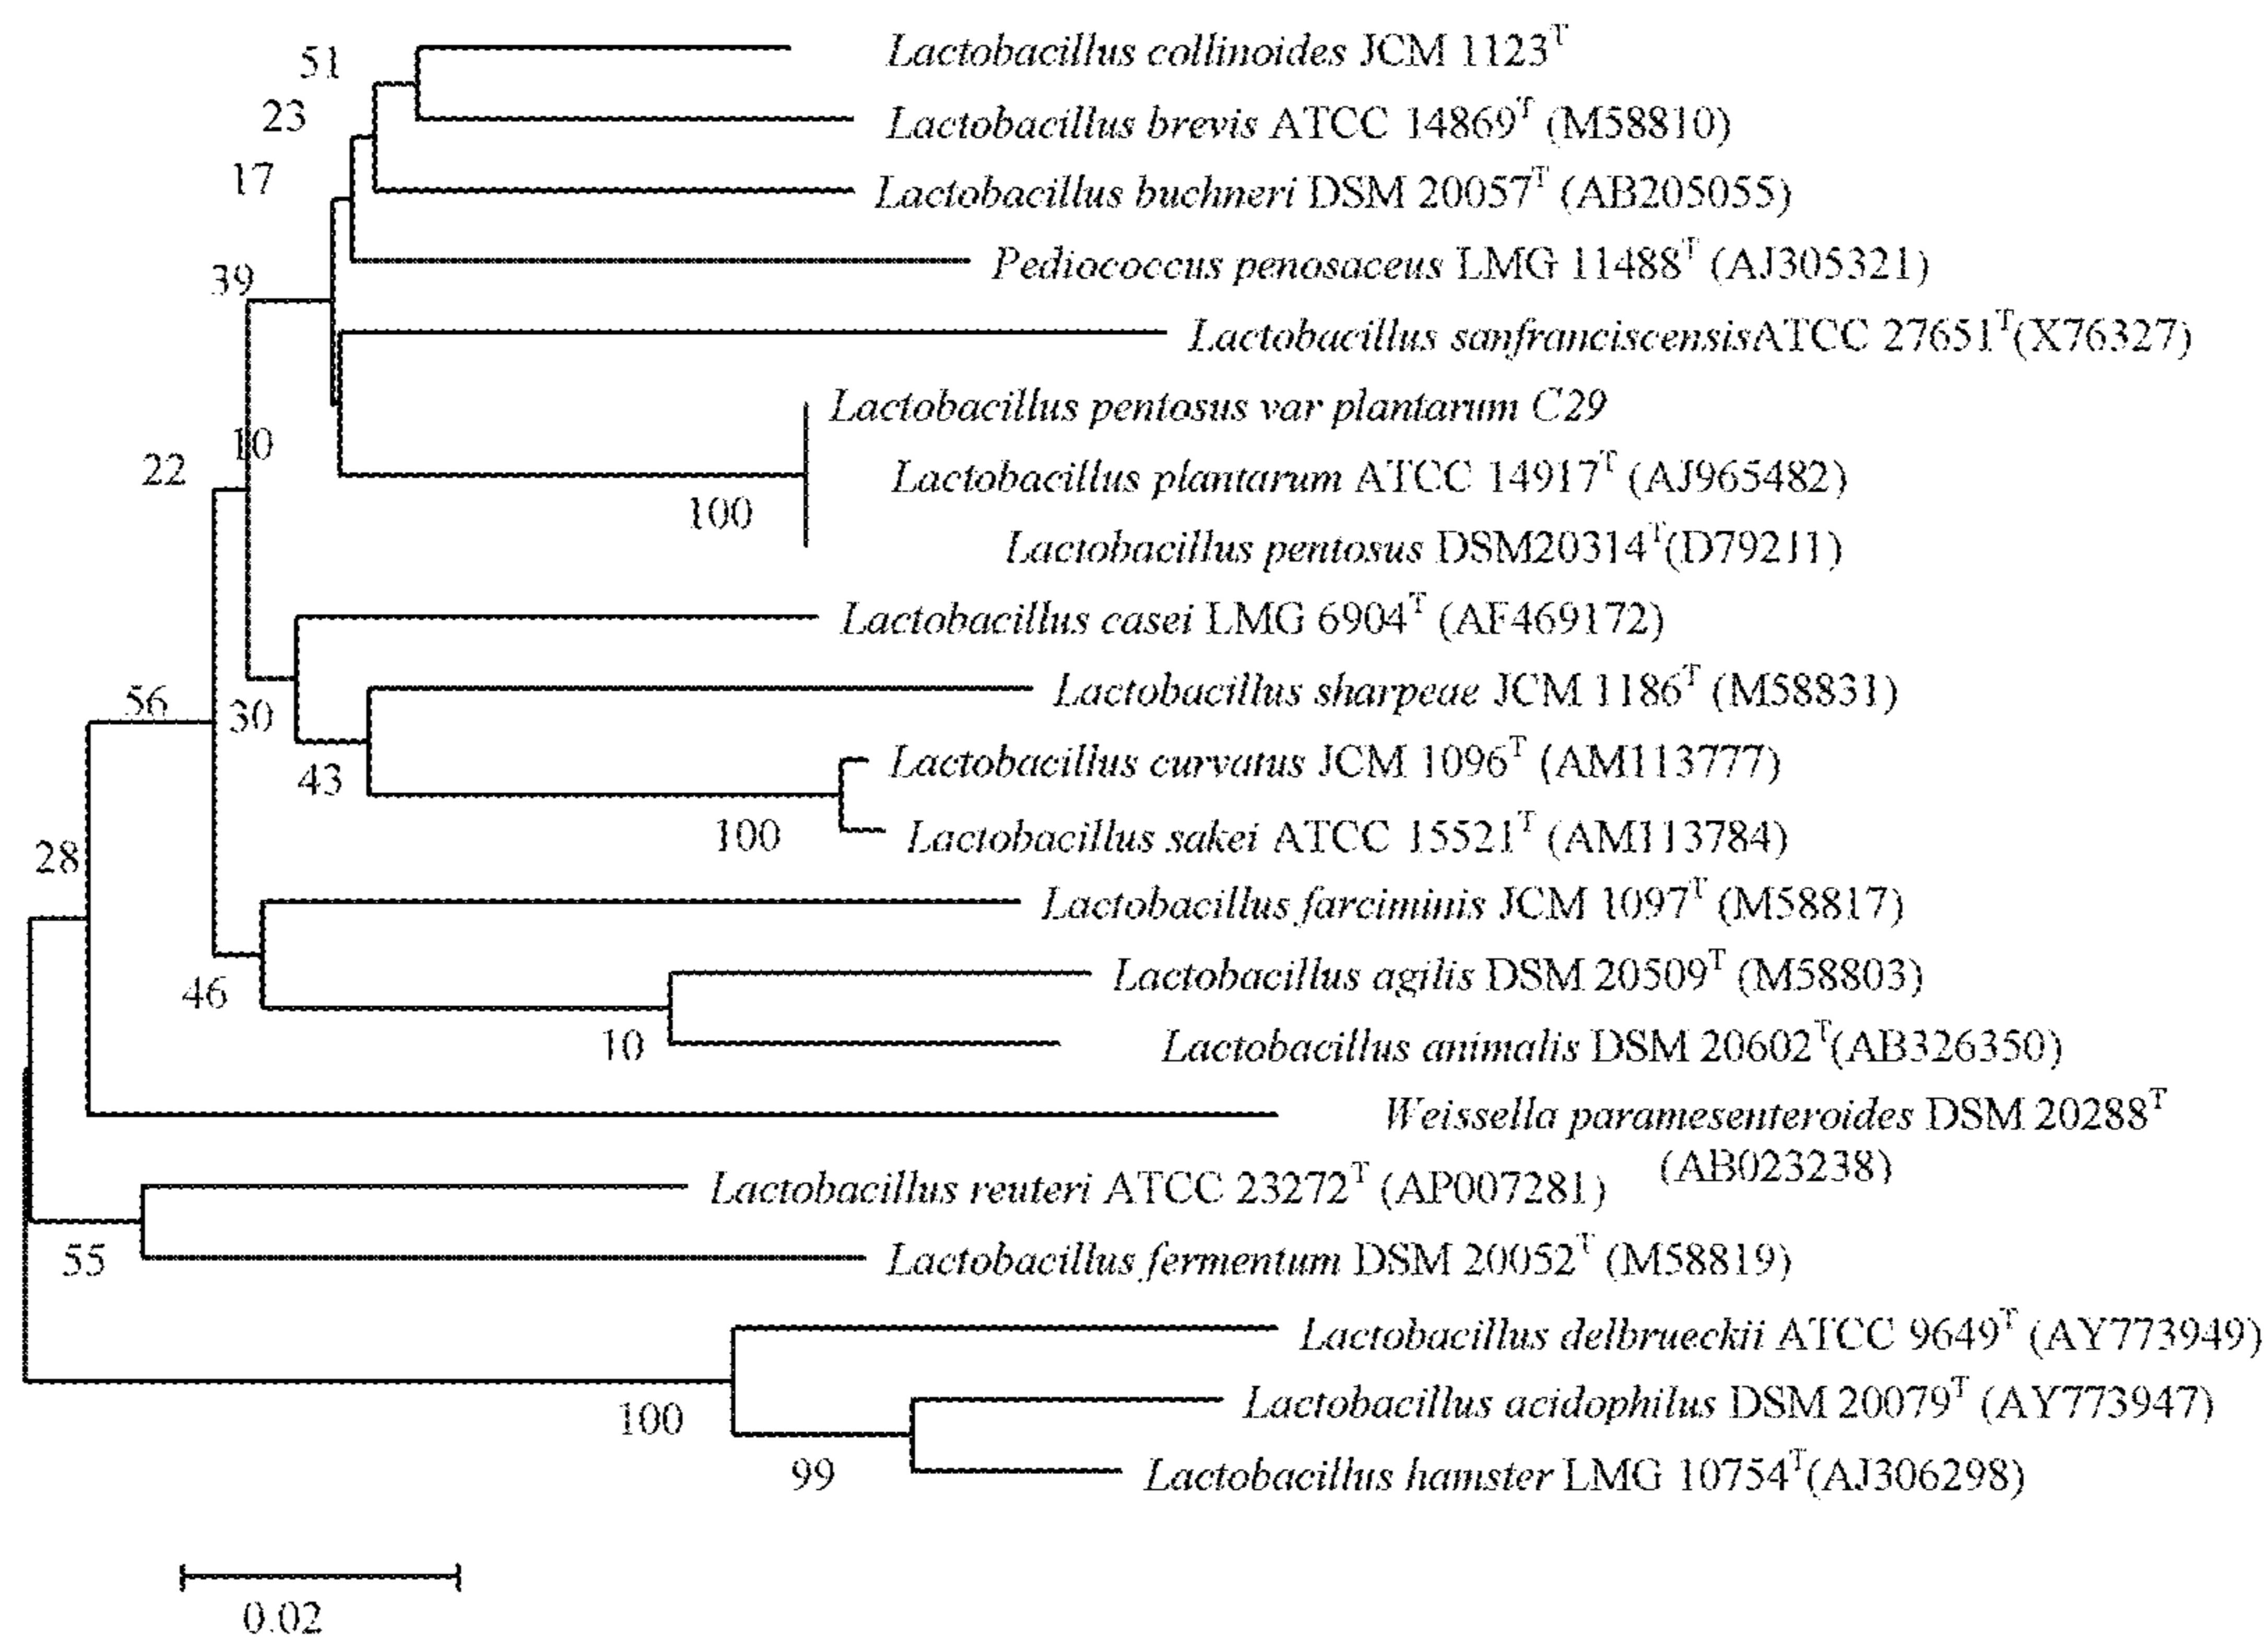 51
Lactobacillus collinoides JCM 1123T
23
Lactobacillus brevis ATCC 14869T (M58810)
17
Lactobacillus buchneri DSM 20057T (AB205055)
39
Pediococcus penosaceus LMG 11488T (AJ305321)
Lactobacillus sanfranciscensisATCC 27651T(X76327)
Lactobacillus pentosus var plantarum C29
10
22
Lactobacillus plantarum ATCC 14917T (AJ965482)
100
Lactobacillus pentosus DSM20314T(D79211)
Lactobacillus casei LMG 6904T (AF469172)
56
30
Lactobacillus sharpeae JCM 1186T (M58831)
43
Lactobacillus curvatus JCM 1096T (AM113777)
100
Lactobacillus sakei ATCC 15521T (AM113784)
28
Lactobacillus farciminis JCM 1097T (M58817)
46
Lactobacillus agilis DSM 20509T (M58803)
10
Lactobacillus animalis DSM 20602T(AB326350)
Weissella paramesenteroides DSM 20288T
(AB023238)
Lactobacillus reuteri ATCC 23272T (AP007281)
55
Lactobacillus fermentum DSM 20052T (M58819)
Lactobacillus delbrueckii ATCC 9649T (AY773949)
100
Lactobacillus acidophilus DSM 20079T (AY773947)
99
Lactobacillus hamster LMG 10754T(AJ306298)
0.02